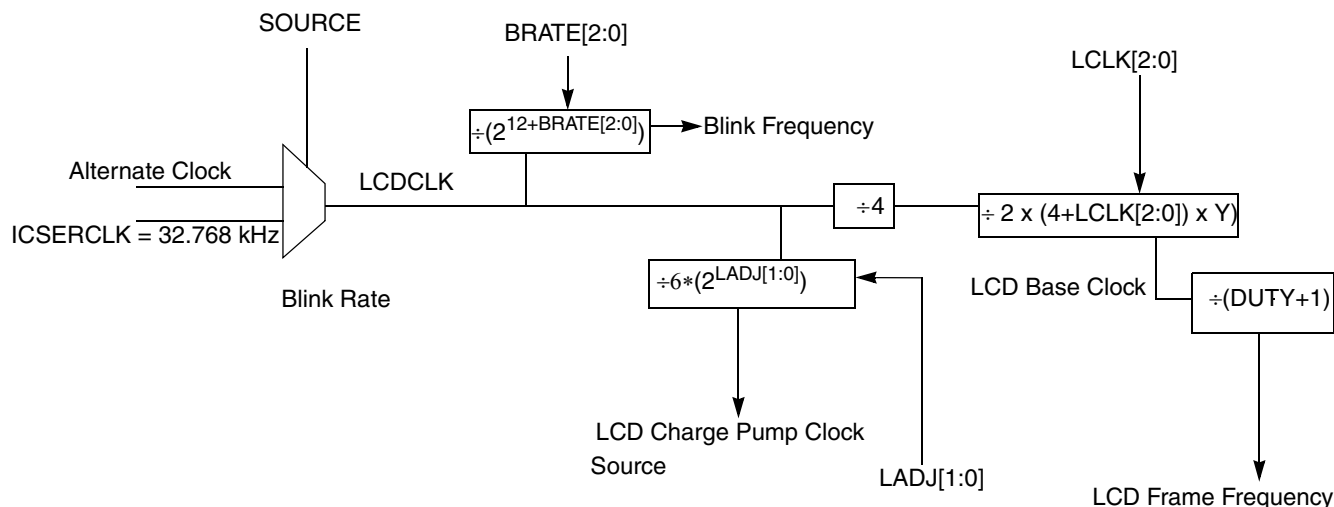 SOURCE
BRATE[2:0]
LCLK[2:0]
÷(2^12+BRATE[2:0])
Blink Frequency
Alternate Clock
LCDCLK
÷4
÷ 2 x (4+LCLK[2:0]) x Y)
ICSERCLK = 32.768 kHz
÷6*(2^LADJ[1:0])
LCD Base Clock
Blink Rate
÷(DUTY+1)
LCD Charge Pump Clock
Source
LADJ[1:0]
LCD Frame Frequency